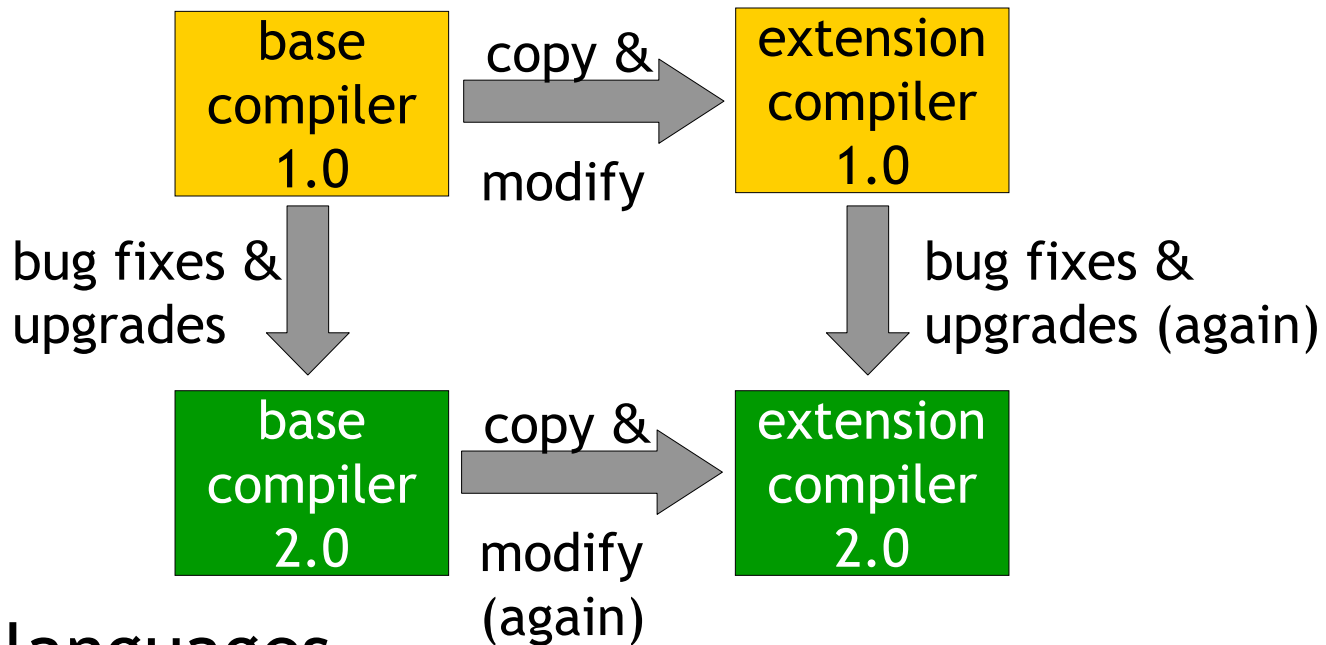 base
compiler
1.0
copy &
modify
extension
compiler
1.0
bug fixes &
upgrades
bug fixes &
upgrades (again)
base
compiler
2.0
copy &
modify
(again)
extension
compiler
2.0
languages